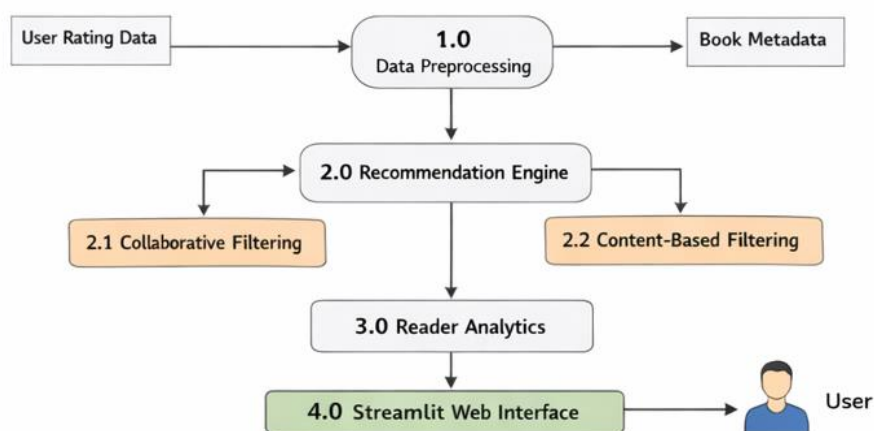 User Rating Data
1.0
Data Preprocessing
Book Metadata
2.0 Recommendation Engine
2.1 Collaborative Filtering
2.2 Content-Based Filtering
3.0 Reader Analytics
4.0 Streamlit Web Interface
User